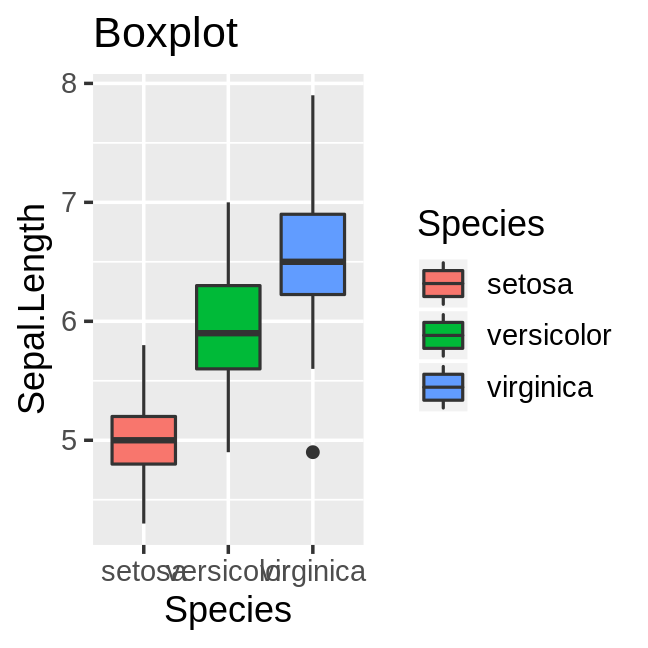 Boxplot
8
7
6
5
Sepal.Length
setosa versicolor virginica
Species
Species
setosa
versicolor
virginica